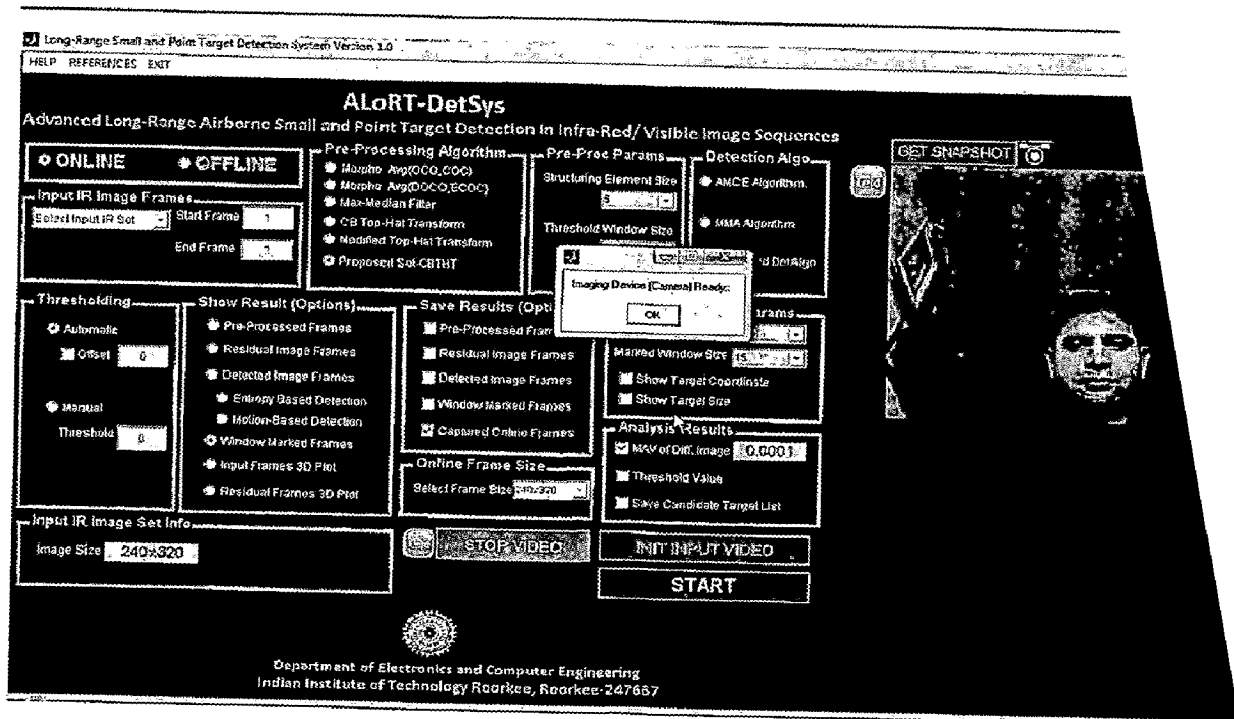 Long-Range Small and Point Target Detection System Version 1.0
HELP REFERENCES EXIT
ALoRT-DetSys
Advanced Long-Range Airborne Small and Point Target Detection in Infra-Red/ Visible Image Sequences
ONLINE OFFLINE
Input IR Image Frames
Select Input IR Set
Start Frame 1
End Frame
Pre-Processing Algorithm
Morpho Avg(OCO,COC)
Max-Median Filter
CB Top-Hat Transform
Modified Top-Hat Transform
Proposed
Pre-Proc Params
Structuring Element Size
Threshold Window Size
Detection Algo
AMCE Algorithm
MMA Algorithm
DetAlgo
GET SNAPSHOT
Imaging Device (Camera) Ready:
OK
Thresholding
Automatic
Offset 0
Manual
Threshold 0
Show Result (Options)
Pre-Processed Frames
Residual Image Frames
Detected Image Frames
Entropy Based Detection
Motion-Based Detection
Window Marked Frames
Input Frames 3D Plot
Residual Frames 3D Plot
Save Results (Opti
Pre-Processed Fram
Residual Image Frames
Detected Image Frames
Window Marked Frames
Captured Online Frames
Online Frame Size
Select Frame Size 240x320
arams
Marked Window Size 15
Show Target Coordinate
Show Target Size
Analysis Results
MAV of Diff. Image 0.0001
Threshold Value
Save Candidate Target List
Input IR Image Set Info
Image Size 240x320
STOP VIDEO
INIT INPUT VIDEO
START
Department of Electronics and Computer Engineering
Indian Institute of Technology Roorkee, Roorkee-247667